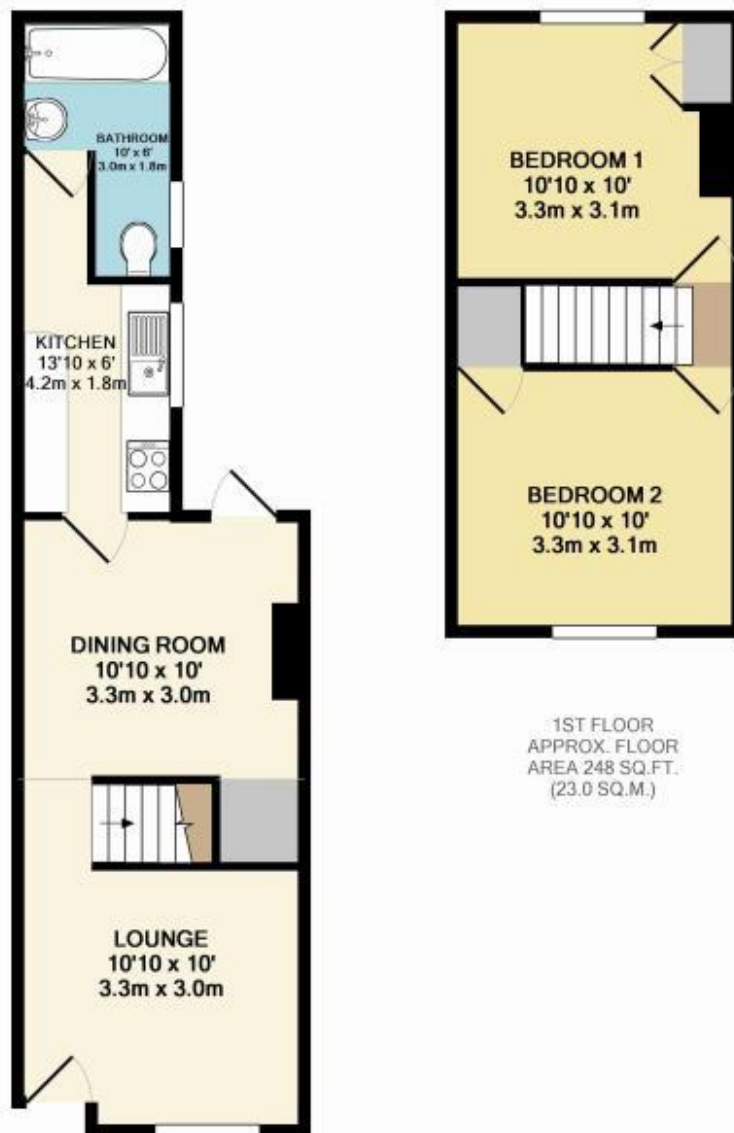 BATHROOM
10' x 6'
3.0m x 1.8m
KITCHEN
13'10 x 6'
4.2m x 1.8m
DINING ROOM
10'10 x 10'
3.3m x 3.0m
LOUNGE
10'10 x 10'
3.3m x 3.0m
BEDROOM 1
10'10 x 10'
3.3m x 3.1m
BEDROOM 2
10'10 x 10'
3.3m x 3.1m
1ST FLOOR
APPROX. FLOOR
AREA 248 SQ.FT.
(23.0 SQ.M.)